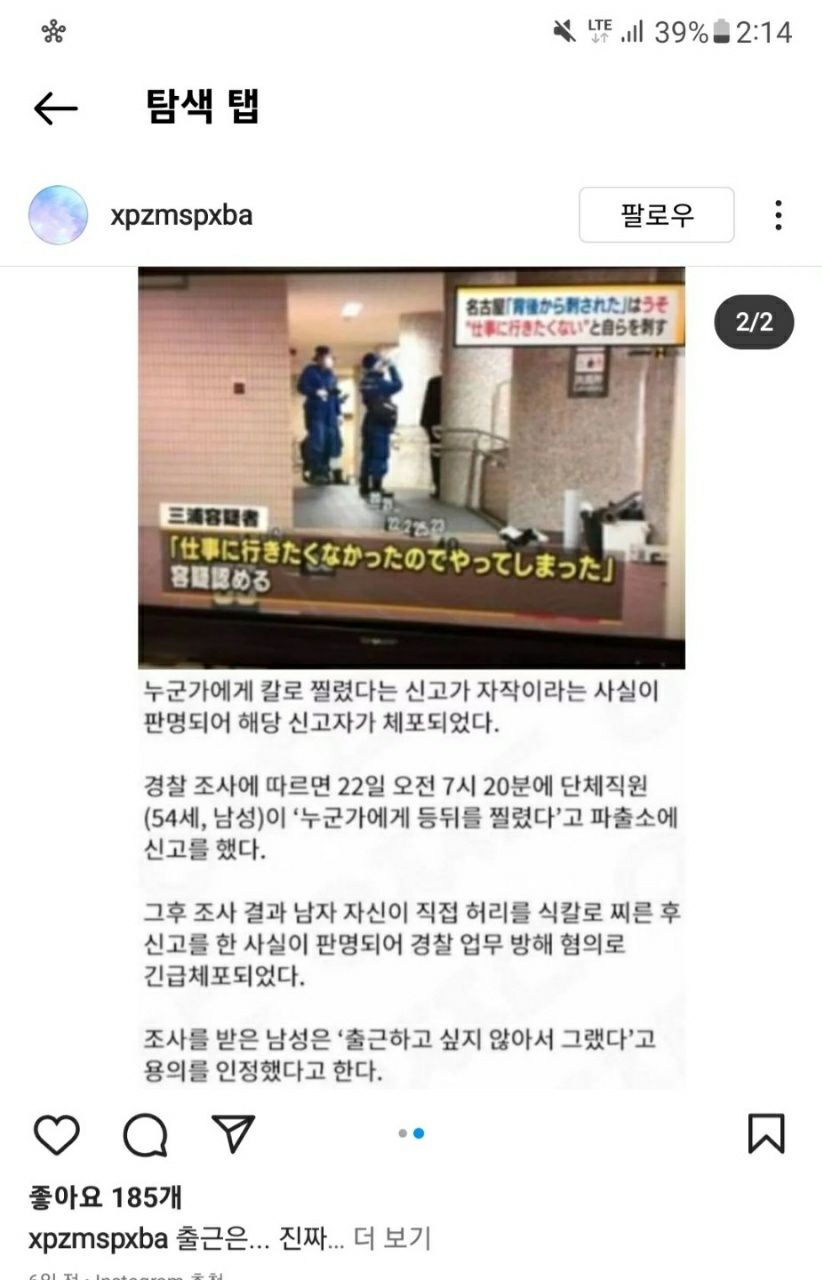 LTE 39% 2:14
탐색 탭
xpzmspxba
팔로우
2/2
名古屋「背後から刺された」はうそ
"仕事に行きたくない"と自らを刺す
三浦容疑者
「仕事に行きたくなかったのでやってしまった」
容疑認める
누군가에게 칼로 찔렸다는 신고가 자작이라는 사실이
판명되어 해당 신고자가 체포되었다.
경찰 조사에 따르면 22일 오전 7시 20분에 단체직원
(54세, 남성)이 ‘누군가에게 등뒤를 찔렸다’고 파출소에
신고를 했다.
그후 조사 결과 남자 자신이 직접 허리를 식칼로 찌른 후
신고를 한 사실이 판명되어 경찰 업무 방해 혐의로
긴급체포되었다.
조사를 받은 남성은 ‘출근하고 싶지 않아서 그랬다’고
용의를 인정했다고 한다.
좋아요 185개
xpzmspxba 출근은... 진짜... 더 보기